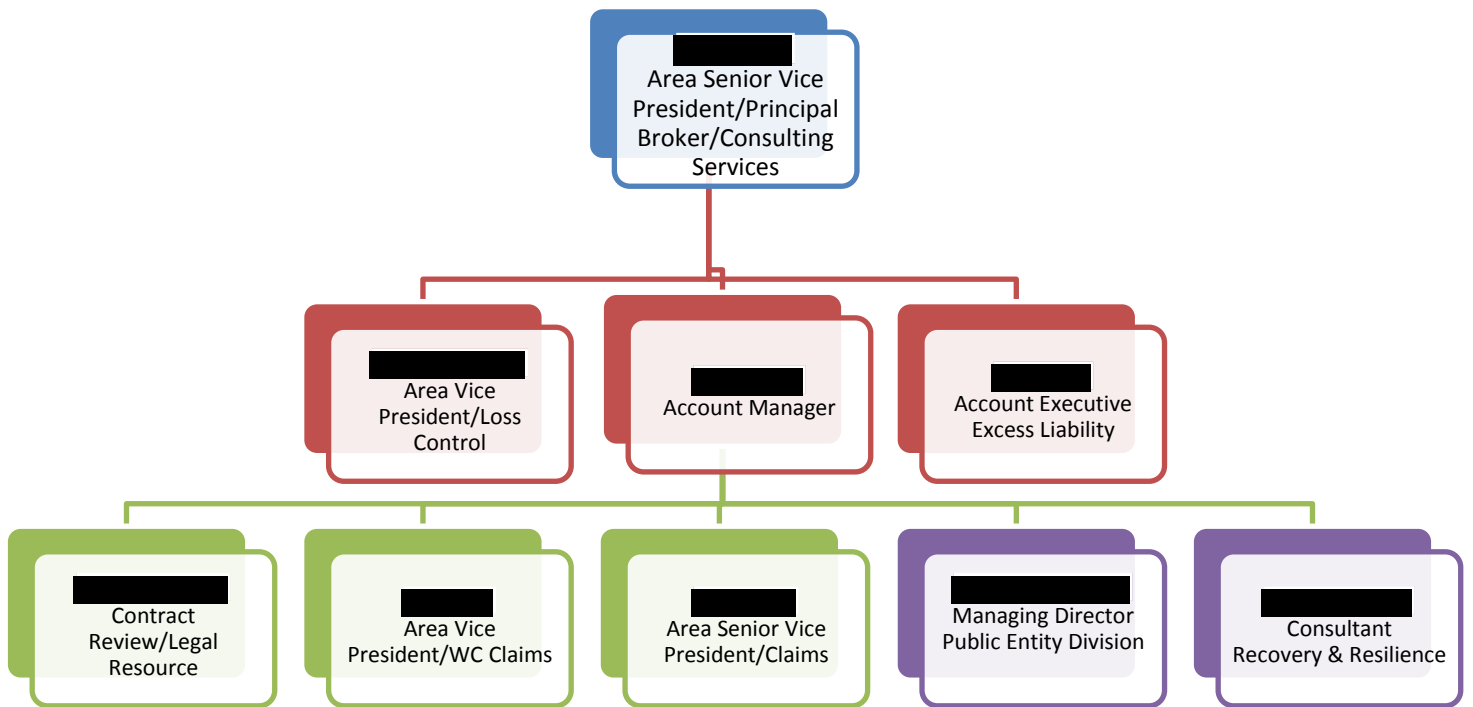 Area Senior Vice
President/Principal
Broker/Consulting
Services
Area Vice
President/Loss
Control
Account Manager
Account Executive
Excess Liability
Contract
Review/Legal
Resource
Area Vice
President/WC Claims
Area Senior Vice
President/Claims
Managing Director
Public Entity Division
Consultant
Recovery & Resilience